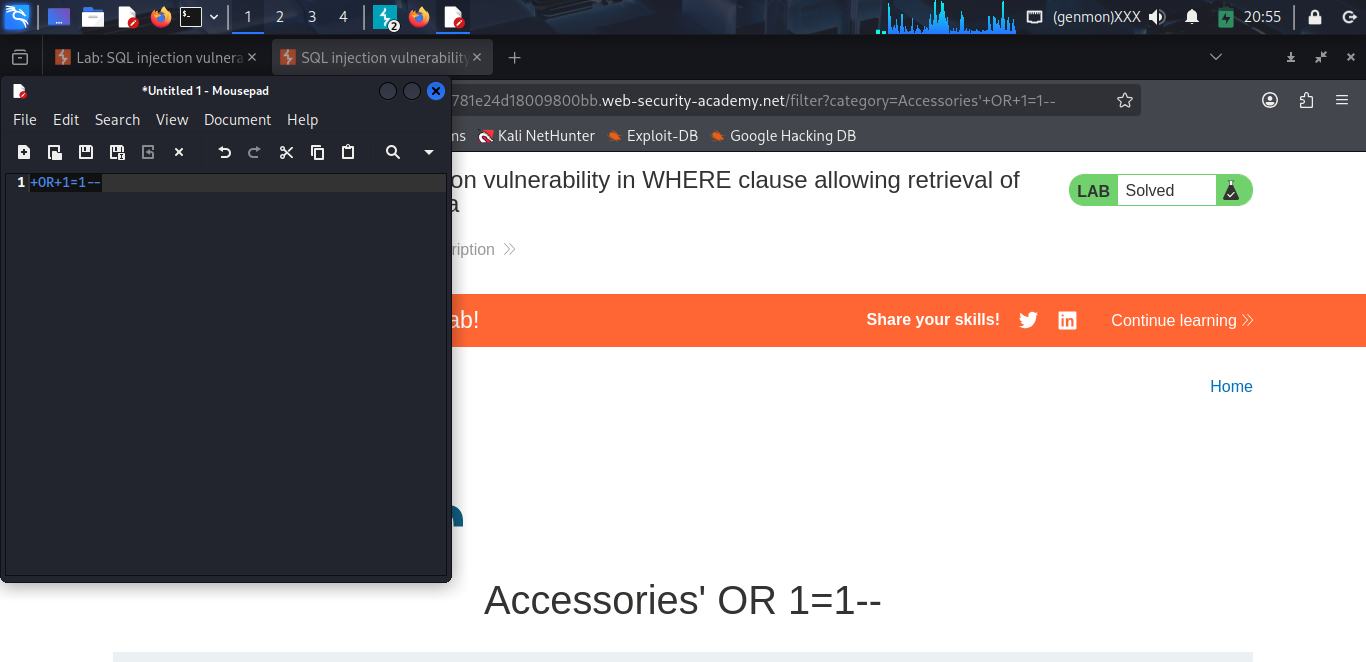 1 2 3 4 2 (genmon)XXX 20:55
Lab: SQL injection vulnera SQL injection vulnerability
*Untitled 1 - Mousepad
781e24d18009800bb.web-security-academy.net/filter?category=Accessories'+OR+1=1--
File Edit Search View Document Help
ms Kali NetHunter Exploit-DB Google Hacking DB
1 +OR+1=1--
on vulnerability in WHERE clause allowing retrieval of
a
LAB Solved
ription
ab! Share your skills! Continue learning
Home
Accessories' OR 1=1--